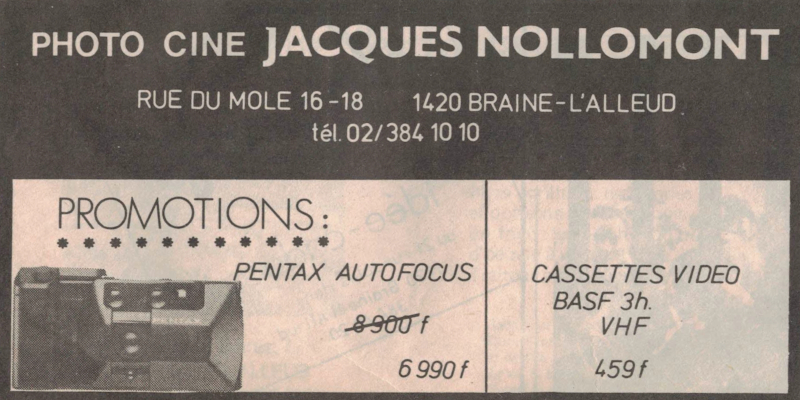 PHOTO CINE JACQUES NOLLOMONT
RUE DU MOLE 16-18 1420 BRAINE-L'ALLEUD
tél. 02/384 10 10
PROMOTIONS:
PENTAX AUTOFOCUS
8 900 f
6 990 f
PENTAX
CASSETTES VIDEO
BASF 3h.
VHF
459 f